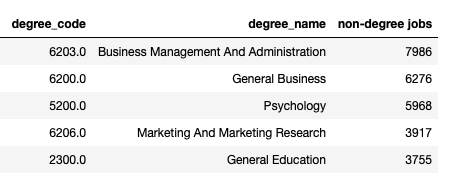 degree_code degree_name non-degree jobs
6203.0 Business Management And Administration 7986
6200.0 General Business 6276
5200.0 Psychology 5968
6206.0 Marketing And Marketing Research 3917
2300.0 General Education 3755